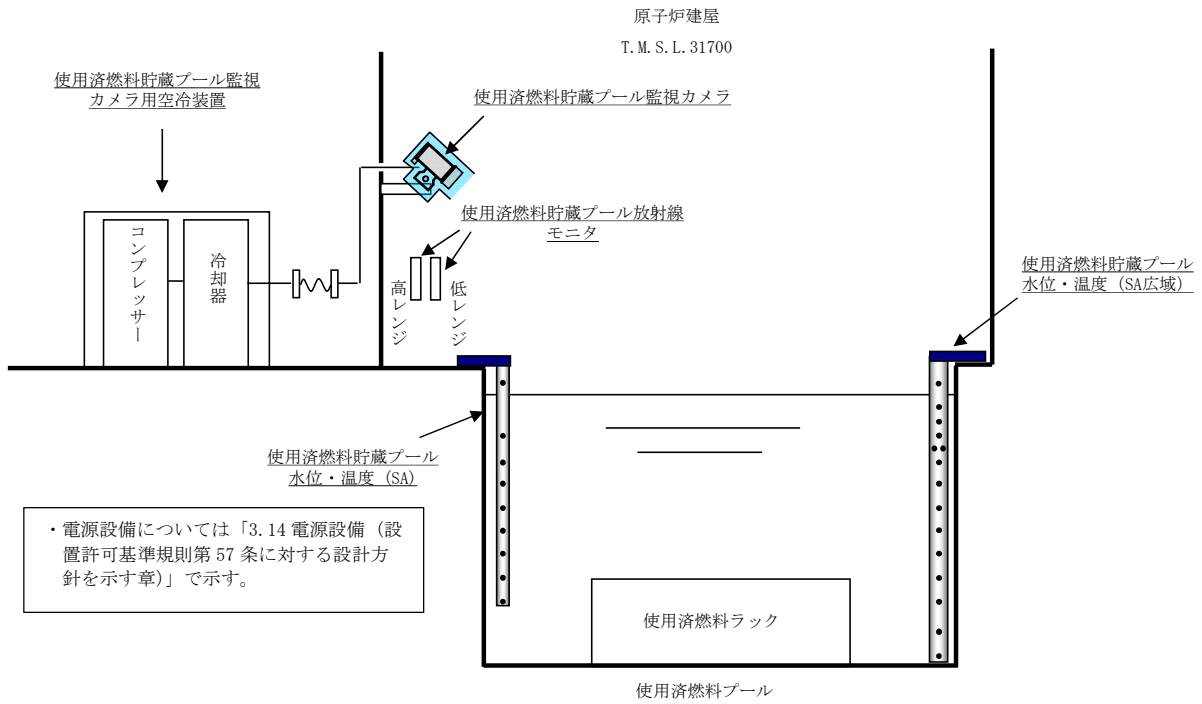 原子炉建屋
T.M.S.L.31700
使用済燃料貯蔵プール監視
カメラ用空冷装置
使用済燃料貯蔵プール監視カメラ
使用済燃料貯蔵プール放射線
モニタ
コンプレッサー
冷却器
高レンジ
低レンジ
使用済燃料貯蔵プール
水位・温度(SA広域)
使用済燃料貯蔵プール
水位・温度(SA)
・電源設備については「3.14 電源設備(設
置許可基準規則第 57 条に対する設計方
針を示す章)」で示す。
使用済燃料ラック
使用済燃料プール